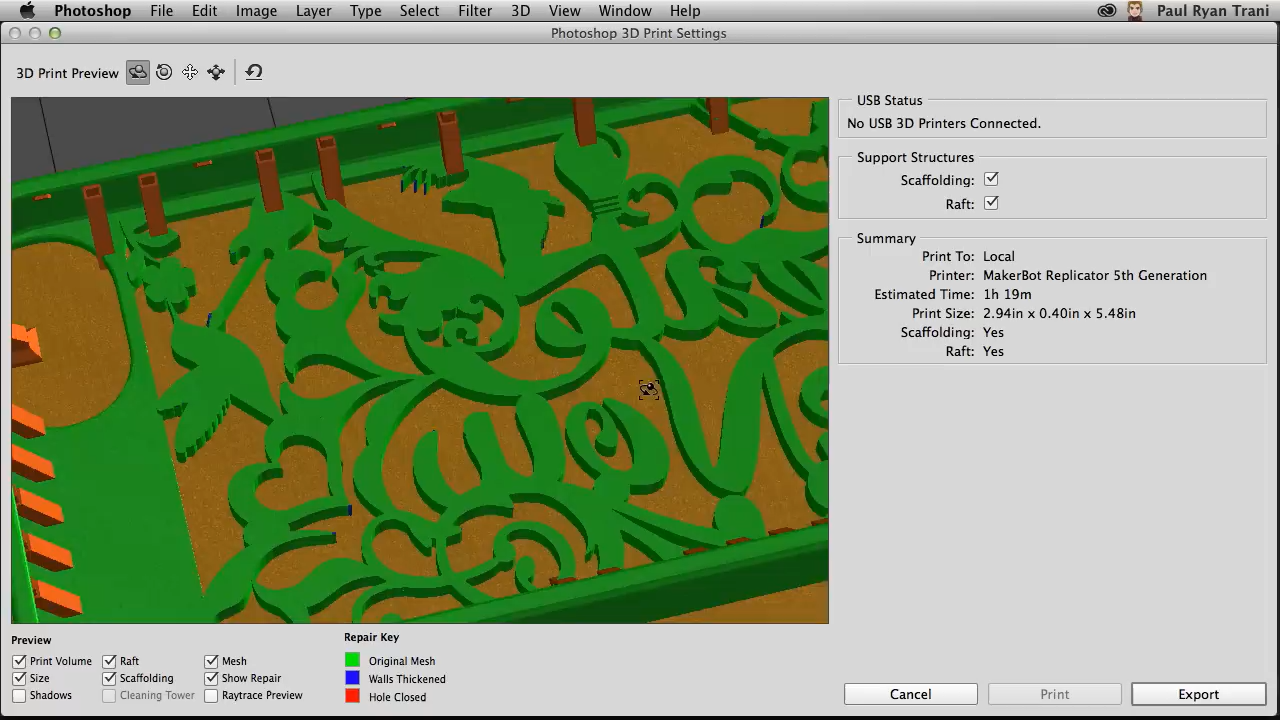 Photoshop File Edit Image Layer Type Select Filter 3D View Window Help Paul Ryan Trani
Photoshop 3D Print Settings
3D Print Preview
USB Status
No USB 3D Printers Connected.
Support Structures
Scaffolding:
Raft:
Summary
Print To: Local
Printer: MakerBot Replicator 5th Generation
Estimated Time: 1h 19m
Print Size: 2.94in x 0.40in x 5.48in
Scaffolding: Yes
Raft: Yes
Preview
Print Volume Raft Mesh
Size Scaffolding Show Repair
Shadows Cleaning Tower Raytrace Preview
Repair Key
Original Mesh
Walls Thickened
Hole Closed
Cancel Print Export